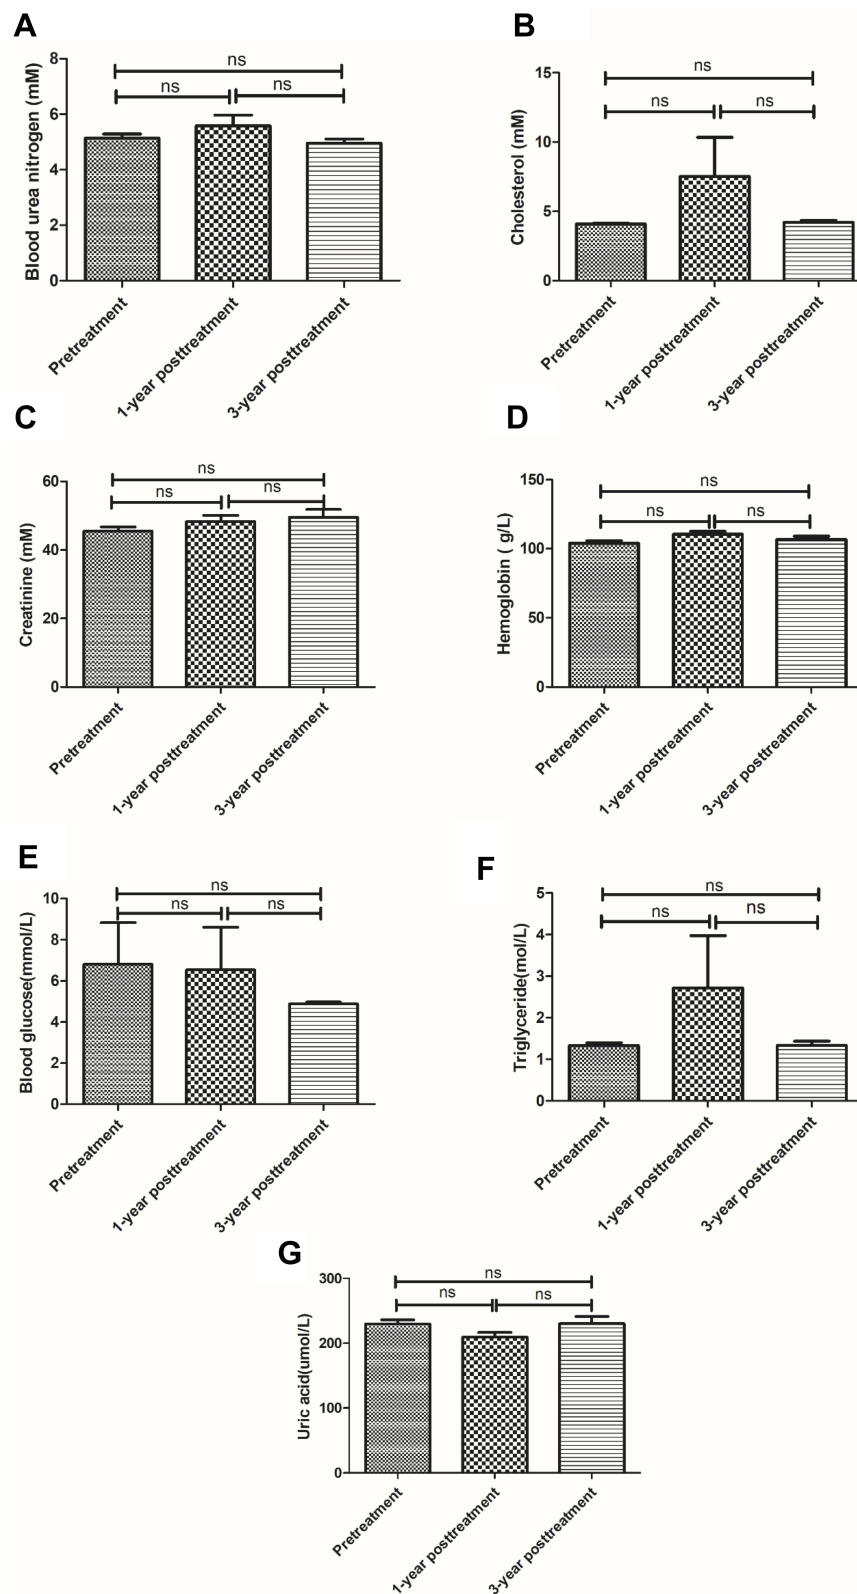 A
Blood urea nitrogen (mM)
8
6
4
2
0
ns
ns
ns
Pretreatment
1-year posttreatment
3-year posttreatment
B
Cholesterol (mM)
15
10
5
0
ns
ns
ns
Pretreatment
1-year posttreatment
3-year posttreatment
C
Creatinine (mM)
60
40
20
0
ns
ns
ns
Pretreatment
1-year posttreatment
3-year posttreatment
D
Hemoglobin ( g/L)
150
100
50
0
ns
ns
ns
Pretreatment
1-year posttreatment
3-year posttreatment
E
Blood glucose(mmol/L)
10
8
6
4
2
0
ns
ns
ns
Pretreatment
1-year posttreatment
3-year posttreatment
F
Triglyceride(mol/L)
5
4
3
2
1
0
ns
ns
ns
Pretreatment
1-year posttreatment
3-year posttreatment
G
Uric acid(umol/L)
300
200
100
0
ns
ns
ns
Pretreatment
1-year posttreatment
3-year posttreatment